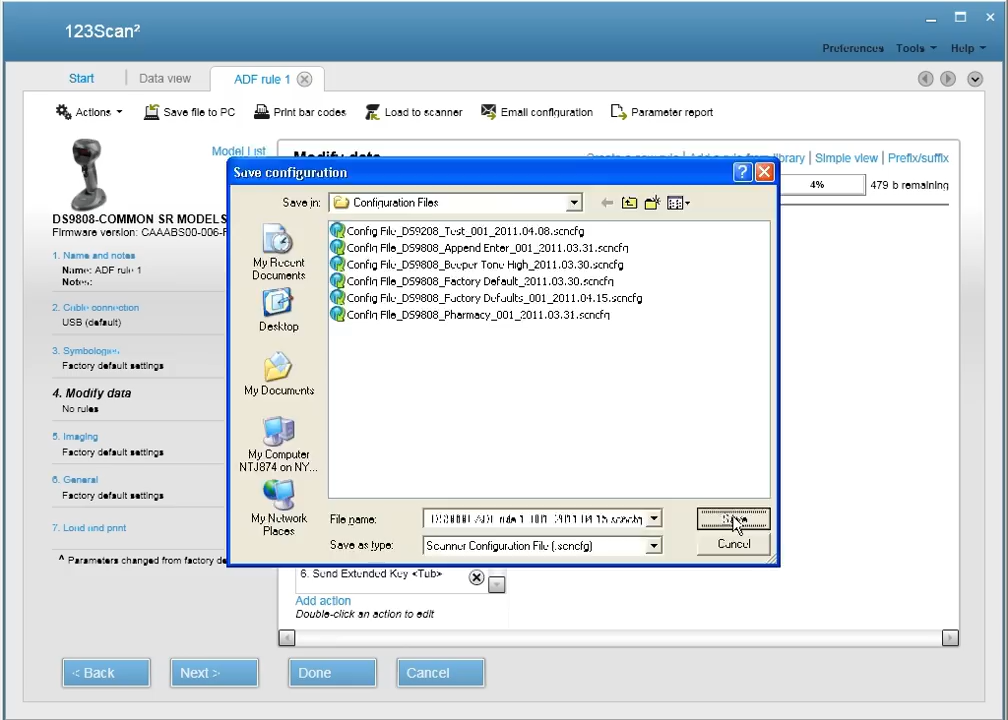 123Scan²
Preferences Tools Help
Start Data view ADF rule 1
Actions Save file to PC Print bar codes Load to scanner Email configuration Parameter report
Model List
Modify data
library | Simple view | Prefix/suffix
4% 479 b remaining
DS9808-COMMON SR MODELS
Firmware version: CAAABS00-006-
1. Name and notes
Name: ADF rule 1
Notes:
2. Cable connection
USB (default)
3. Symbologies
Factory default settings
4. Modify data
No rules
5. Imaging
Factory default settings
6. General
Factory default settings
7. Load and print
^ Parameters changed from factory de
Save configuration
Save in: Configuration Files
My Recent Documents
Desktop
My Documents
My Computer NTJ874 on NY...
My Network Places
Config File_DS9208_Test_001_2011.04.08.scncfg
Config File_DS9808_Append Enter_001_2011.03.31.scncfg
Config File_DS9808_Beeper Tone High_2011.03.30.scncfg
Config File_DS9808_Factory Default_2011.03.30.scncfg
Config File_DS9808_Factory Defaults_001_2011.04.15.scncfg
Config File_DS9808_Pharmacy_001_2011.03.31.scncfg
File name: _DS9808_ADF rule 1_001_2011.04.15.scncfg
Save
Save as type: Scanner Configuration File (.scncfg)
Cancel
6. Send Extended Key <Tab>
Add action
Double-click an action to edit
< Back Next > Done Cancel